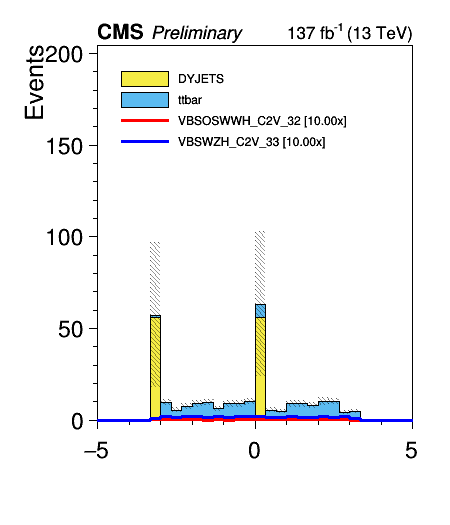 CMS Preliminary 137 fb-1 (13 TeV)
Events
200
150
100
50
0
DYJETS
ttbar
VBSOSWWH_C2V_32 [10.00x]
VBSWZH_C2V_33 [10.00x]
−5 0 5